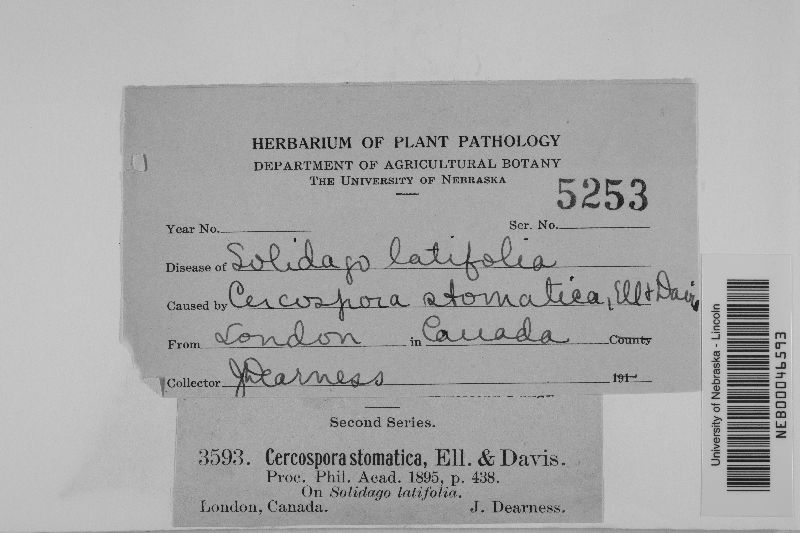 HERBARIUM OF PLANT PATHOLOGY
DEPARTMENT OF AGRICULTURAL BOTANY
THE UNIVERSITY OF NEBRASKA
5253
Year No. Ser. No.
Disease of Solidago latifolia
Caused by Cercospora stomatica, Ell & Davis
From London in Canada County
Collector J Dearness 191
Second Series.
3593. Cercospora stomatica, Ell. & Davis.
Proc. Phil. Acad. 1895, p. 438.
On Solidago latifolia.
London, Canada. J. Dearness.
University of Nebraska - Lincoln
NEB00046593